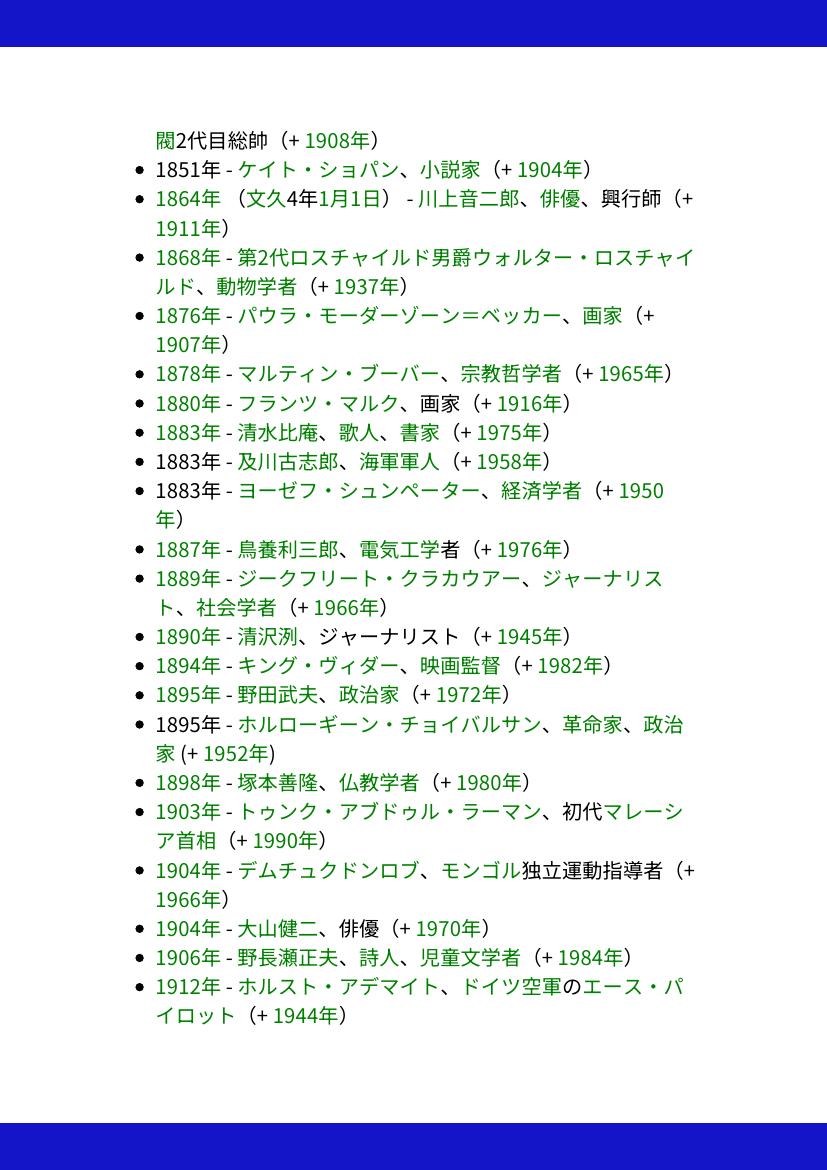 閥2代目総帥（+ 1908年）
1851年 - ケイト・ショパン、小説家（+ 1904年）
1864年 （文久4年1月1日） - 川上音二郎、俳優、興行師（+
1911年）
1868年 - 第2代ロスチャイルド男爵ウォルター・ロスチャイ
ルド、動物学者（+ 1937年）
1876年 - パウラ・モーダーゾーン＝ベッカー、画家（+
1907年）
1878年 - マルティン・ブーバー、宗教哲学者（+ 1965年）
1880年 - フランツ・マルク、画家（+ 1916年）
1883年 - 清水比庵、歌人、書家（+ 1975年）
1883年 - 及川古志郎、海軍軍人（+ 1958年）
1883年 - ヨーゼフ・シュンペーター、経済学者（+ 1950
年）
1887年 - 鳥養利三郎、電気工学者（+ 1976年）
1889年 - ジークフリート・クラカウアー、ジャーナリス
ト、社会学者（+ 1966年）
1890年 - 清沢洌、ジャーナリスト（+ 1945年）
1894年 - キング・ヴィダー、映画監督（+ 1982年）
1895年 - 野田武夫、政治家（+ 1972年）
1895年 - ホルローギーン・チョイバルサン、革命家、政治
家 (+ 1952年)
1898年 - 塚本善隆、仏教学者（+ 1980年）
1903年 - トゥンク・アブドゥル・ラーマン、初代マレーシ
ア首相（+ 1990年）
1904年 - デムチュクドンロブ、モンゴル独立運動指導者（+
1966年）
1904年 - 大山健二、俳優（+ 1970年）
1906年 - 野長瀬正夫、詩人、児童文学者（+ 1984年）
1912年 - ホルスト・アデマイト、ドイツ空軍のエース・パ
イロット（+ 1944年）